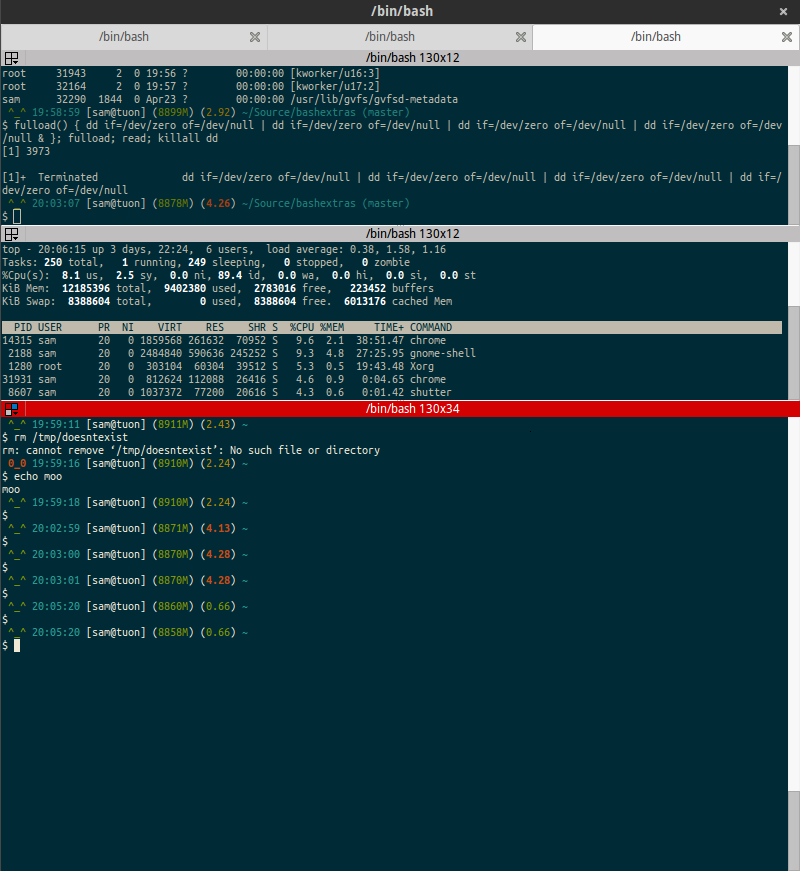 /bin/bash
/bin/bash /bin/bash /bin/bash
/bin/bash 130x12
root     31943     2  0 19:56 ?        00:00:00 [kworker/u16:3]
root     32164     2  0 19:57 ?        00:00:00 [kworker/u17:2]
sam      32290  1844  0 Apr23 ?        00:00:00 /usr/lib/gvfs/gvfsd-metadata
^_^ 19:58:59 [sam@tuon] (8899M) (2.92) ~/Source/bashextras (master)
$ fulload() { dd if=/dev/zero of=/dev/null | dd if=/dev/zero of=/dev/null | dd if=/dev/zero of=/dev/null | dd if=/dev/zero of=/dev
/null & }; fulload; read; killall dd
[1] 3973
[1]+  Terminated              dd if=/dev/zero of=/dev/null | dd if=/dev/zero of=/dev/null | dd if=/dev/zero of=/dev/null | dd if=/
dev/zero of=/dev/null
^_^ 20:03:07 [sam@tuon] (8878M) (4.26) ~/Source/bashextras (master)
$
/bin/bash 130x12
top - 20:06:15 up 3 days, 22:24,  6 users,  load average: 0.38, 1.58, 1.16
Tasks: 250 total,   1 running, 249 sleeping,   0 stopped,   0 zombie
%Cpu(s):  8.1 us,  2.5 sy,  0.0 ni, 89.4 id,  0.0 wa,  0.0 hi,  0.0 si,  0.0 st
KiB Mem:  12185396 total,  9402380 used,  2783016 free,   223452 buffers
KiB Swap:  8388604 total,        0 used,  8388604 free.  6013176 cached Mem
PID USER      PR  NI    VIRT    RES    SHR S  %CPU %MEM     TIME+ COMMAND
14315 sam       20   0 1859568 261632  70952 S   9.6  2.1  38:51.47 chrome
2188 sam       20   0 2484840 590636 245252 S   9.3  4.8  27:25.95 gnome-shell
1280 root      20   0  303104  60304  39512 S   5.3  0.5  19:43.48 Xorg
31931 sam       20   0  812624 112088  26416 S   4.6  0.9   0:04.65 chrome
8607 sam       20   0 1037372  77200  20616 S   4.3  0.6   0:01.42 shutter
/bin/bash 130x34
^_^ 19:59:11 [sam@tuon] (8911M) (2.43) ~
$ rm /tmp/doesntexist
rm: cannot remove ‘/tmp/doesntexist’: No such file or directory
0_0 19:59:16 [sam@tuon] (8910M) (2.24) ~
$ echo moo
moo
^_^ 19:59:18 [sam@tuon] (8910M) (2.24) ~
$
^_^ 20:02:59 [sam@tuon] (8871M) (4.13) ~
$
^_^ 20:03:00 [sam@tuon] (8870M) (4.28) ~
$
^_^ 20:03:01 [sam@tuon] (8870M) (4.28) ~
$
^_^ 20:05:20 [sam@tuon] (8860M) (0.66) ~
$
^_^ 20:05:20 [sam@tuon] (8858M) (0.66) ~
$